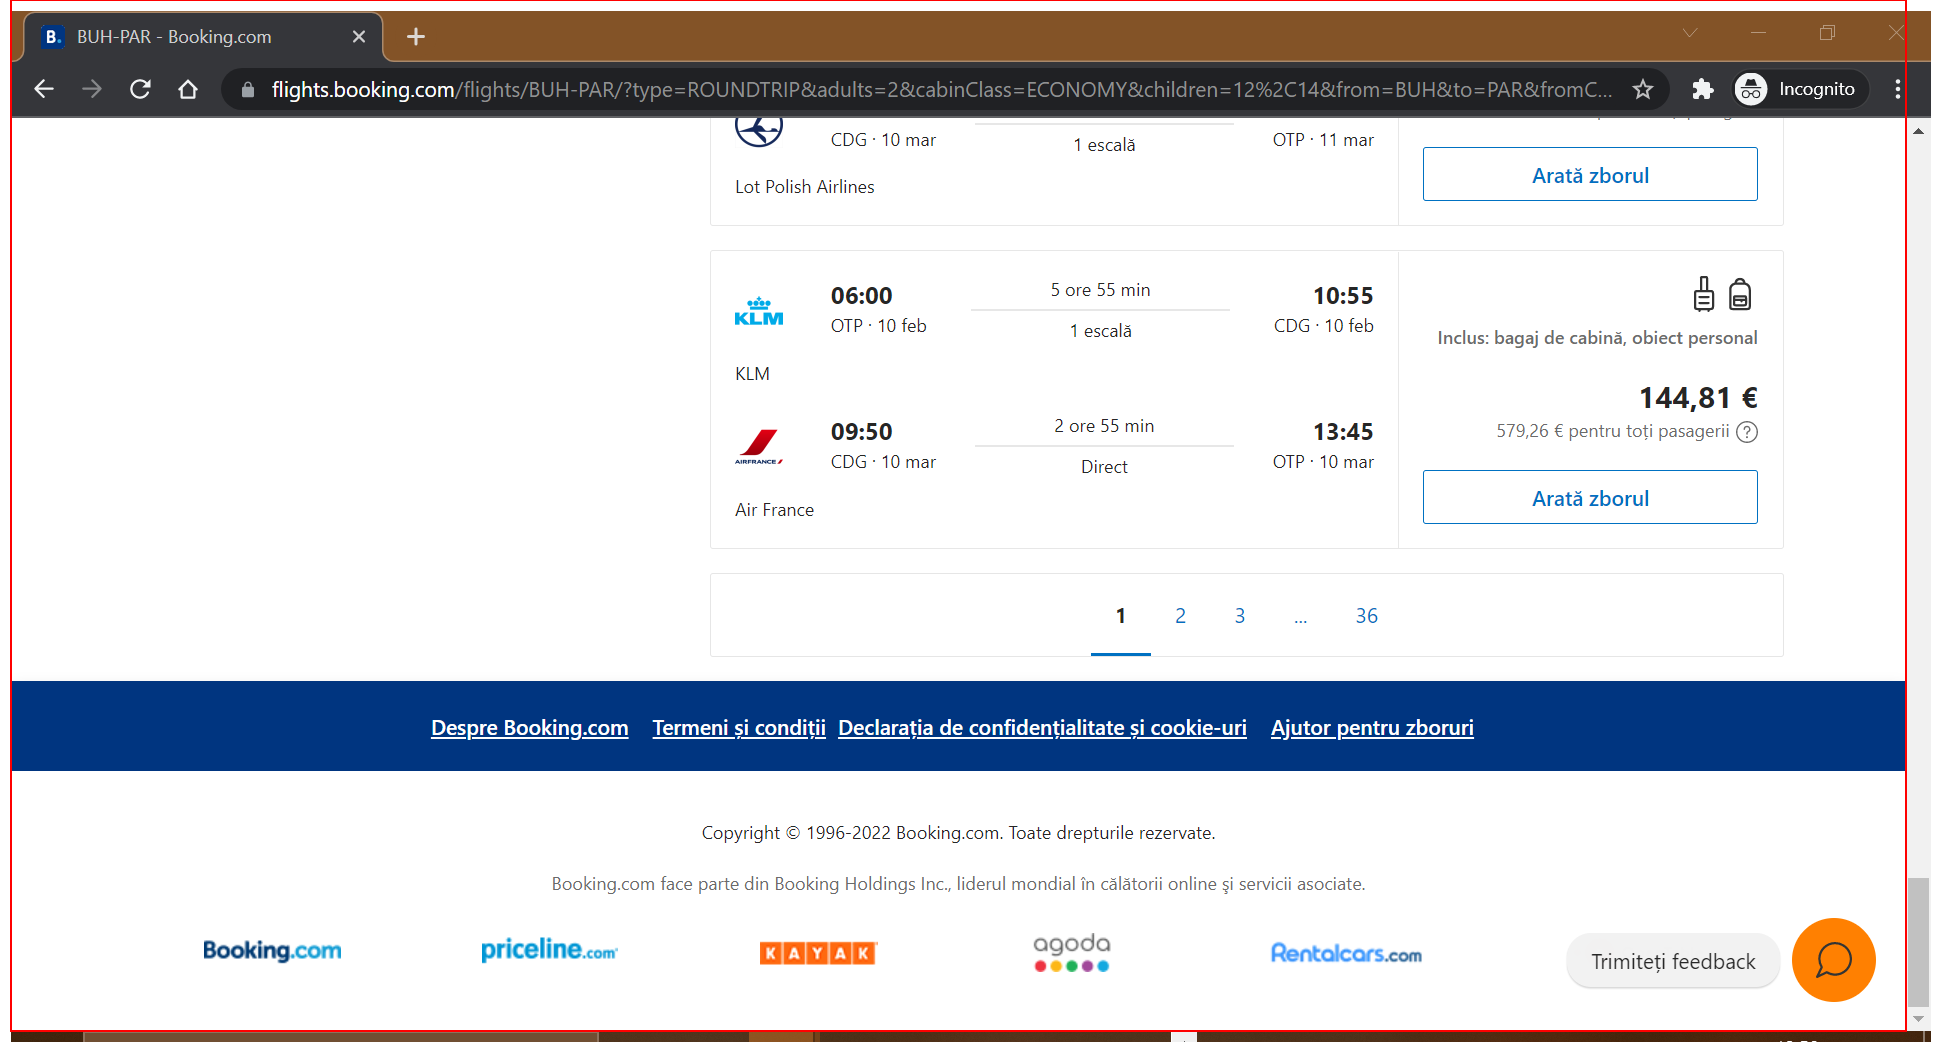 BUH-PAR - Booking.com
flights.booking.com/flights/BUH-PAR/?type=ROUNDTRIP&adults=2&cabinClass=ECONOMY&children=12%2C14&from=BUH&to=PAR&fromC...
Incognito
CDG · 10 mar
1 escală
OTP · 11 mar
Lot Polish Airlines
Arată zborul
KLM
06:00
OTP · 10 feb
5 ore 55 min
1 escală
10:55
CDG · 10 feb
KLM
AIRFRANCE
09:50
CDG · 10 mar
2 ore 55 min
Direct
13:45
OTP · 10 mar
Air France
Inclus: bagaj de cabină, obiect personal
144,81 €
579,26 € pentru toți pasagerii ?
Arată zborul
1 2 3 ... 36
Despre Booking.com Termeni și condiții Declarația de confidențialitate și cookie-uri Ajutor pentru zboruri
Copyright © 1996-2022 Booking.com. Toate drepturile rezervate.
Booking.com face parte din Booking Holdings Inc., liderul mondial în călătorii online şi servicii asociate.
Booking.com priceline.com KAYAK agoda Rentalcars.com
Trimiteți feedback